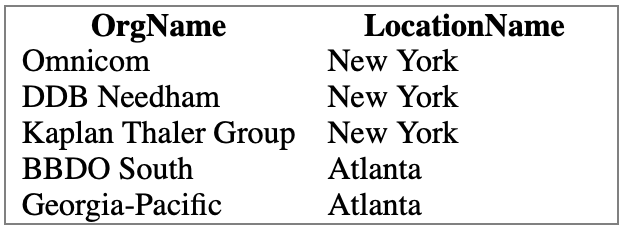 OrgName LocationName
Omnicom New York
DDB Needham New York
Kaplan Thaler Group New York
BBDO South Atlanta
Georgia-Pacific Atlanta